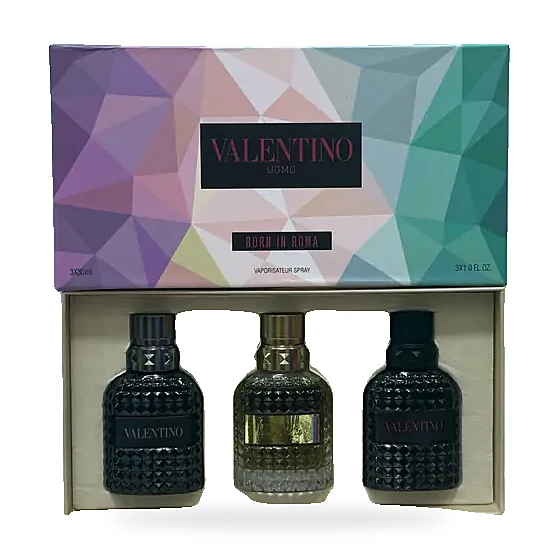 VALENTINO
UOMO
BORN IN ROMA
3X30ml
VAPORISATEUR SPRAY
3X1.0 FL.OZ.
VALENTINO
VALENTINO